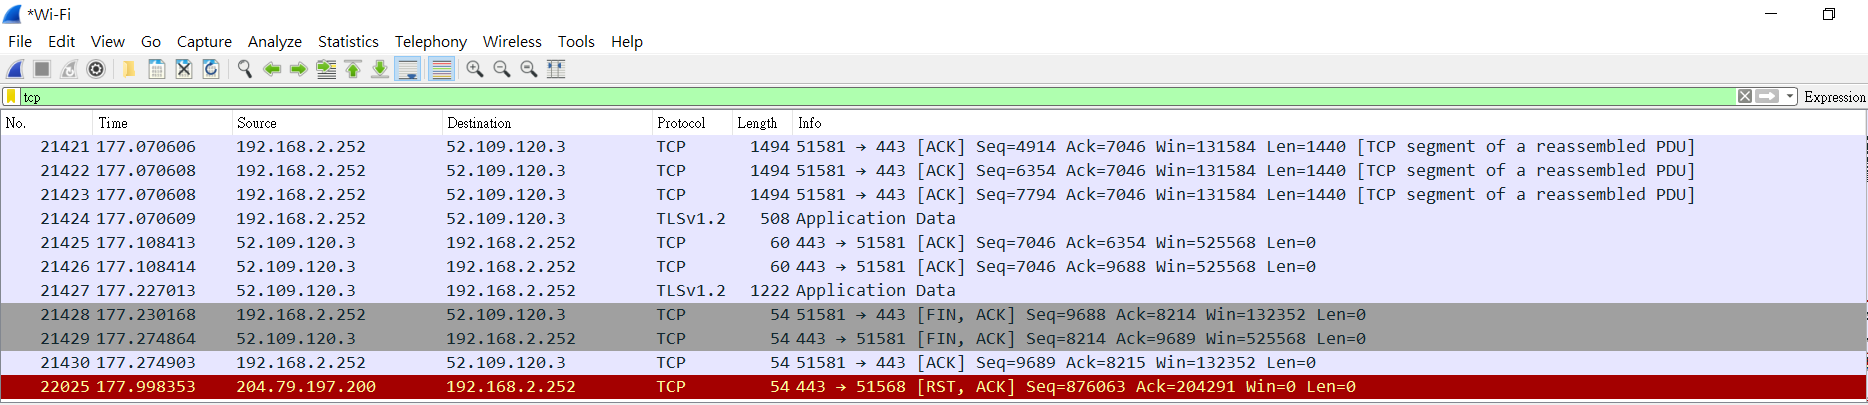 *Wi-Fi
File Edit View Go Capture Analyze Statistics Telephony Wireless Tools Help
tcp Expression
No. Time Source Destination Protocol Length Info
21421 177.070606 192.168.2.252 52.109.120.3 TCP 1494 51581 → 443 [ACK] Seq=4914 Ack=7046 Win=131584 Len=1440 [TCP segment of a reassembled PDU]
21422 177.070608 192.168.2.252 52.109.120.3 TCP 1494 51581 → 443 [ACK] Seq=6354 Ack=7046 Win=131584 Len=1440 [TCP segment of a reassembled PDU]
21423 177.070608 192.168.2.252 52.109.120.3 TCP 1494 51581 → 443 [ACK] Seq=7794 Ack=7046 Win=131584 Len=1440 [TCP segment of a reassembled PDU]
21424 177.070609 192.168.2.252 52.109.120.3 TLSv1.2 508 Application Data
21425 177.108413 52.109.120.3 192.168.2.252 TCP 60 443 → 51581 [ACK] Seq=7046 Ack=6354 Win=525568 Len=0
21426 177.108414 52.109.120.3 192.168.2.252 TCP 60 443 → 51581 [ACK] Seq=7046 Ack=9688 Win=525568 Len=0
21427 177.227013 52.109.120.3 192.168.2.252 TLSv1.2 1222 Application Data
21428 177.230168 192.168.2.252 52.109.120.3 TCP 54 51581 → 443 [FIN, ACK] Seq=9688 Ack=8214 Win=132352 Len=0
21429 177.274864 52.109.120.3 192.168.2.252 TCP 54 443 → 51581 [FIN, ACK] Seq=8214 Ack=9689 Win=525568 Len=0
21430 177.274903 192.168.2.252 52.109.120.3 TCP 54 51581 → 443 [ACK] Seq=9689 Ack=8215 Win=132352 Len=0
22025 177.998353 204.79.197.200 192.168.2.252 TCP 54 443 → 51568 [RST, ACK] Seq=876063 Ack=204291 Win=0 Len=0